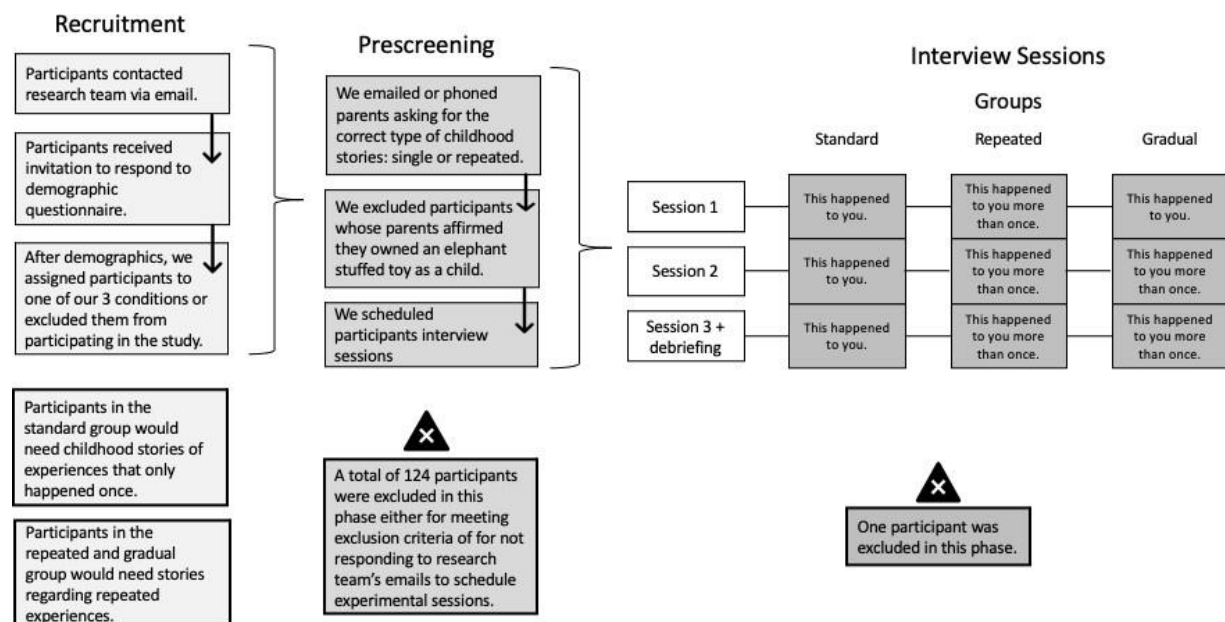 Recruitment
Participants contacted
research team via email.
Participants received
invitation to respond to
demographic
questionnaire.
After demographics, we
assigned participants to
one of our 3 conditions or
excluded them from
participating in the study.
Participants in the
standard group would
need childhood stories of
experiences that only
happened once.
Participants in the
repeated and gradual
group would need stories
regarding repeated
experiences.
Prescreening
We emailed or phoned
parents asking for the
correct type of childhood
stories: single or repeated.
We excluded participants
whose parents affirmed
they owned an elephant
stuffed toy as a child.
We scheduled
participants interview
sessions
A total of 124 participants
were excluded in this
phase either for meeting
exclusion criteria of for not
responding to research
team's emails to schedule
experimental sessions.
Interview Sessions
Groups
Standard
Repeated
Gradual
Session 1
This happened
to you.
This happened
to you more
than once.
This happened
to you.
Session 2
This happened
to you.
This happened
to you more
than once.
This happened
to you more
than once.
Session 3 +
debriefing
This happened
to you.
This happened
to you more
than once.
This happened
to you more
than once.
One participant was
excluded in this phase.